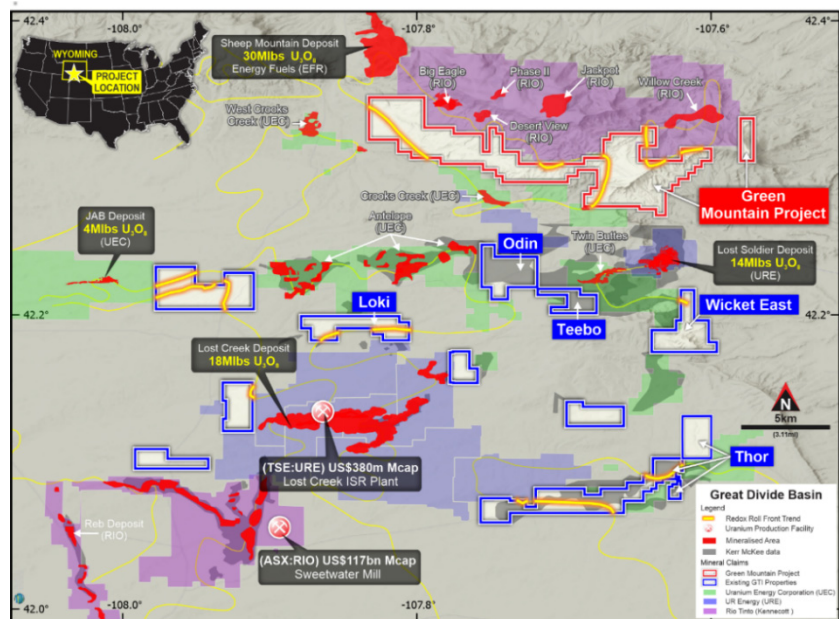 42.4
-108.0
-107.8
-107.6
42.4
WYOMING
PROJECT
LOCATION
Sheep Mountain Deposit
30Mlbs U₃O₈
Energy Fuels (EFR)
Big Eagle
(RIO)
Phase II
(RIO)
Jackpot
(RIO)
Willow Creek
(RIO)
Desert View
(RIO)
West Crooks
Creek (UEC)
Crooks Creek (UEC)
Green
Mountain Project
JAB Deposit
4Mlbs U₃O₈
(UEC)
Antelope
(UEC)
Odin
Twin Buttes
(UEC)
Lost Soldier Deposit
14Mlbs U₃O₈
(URE)
42.2
Loki
Teebo
Wicket East
42.2
Lost Creek Deposit
18Mlbs U₃O₈
N
5km
(3.11mi)
(TSE:URE) US$380m Mcap
Lost Creek ISR Plant
Thor
Reb Deposit
(RIO)
(ASX:RIO) US$117bn Mcap
Sweetwater Mill
Great Divide Basin
Legend
Redox Roll Front Trend
Uranium Production Facility
Mineralised Area
Kerr McKee data
Mineral Claims
Green Mountain Project
Existing GTI Properties
Uranium Energy Corporation (UEC)
UR Energy (URE)
Rio Tinto (Kennecott )
42.0
-108.0
-107.8